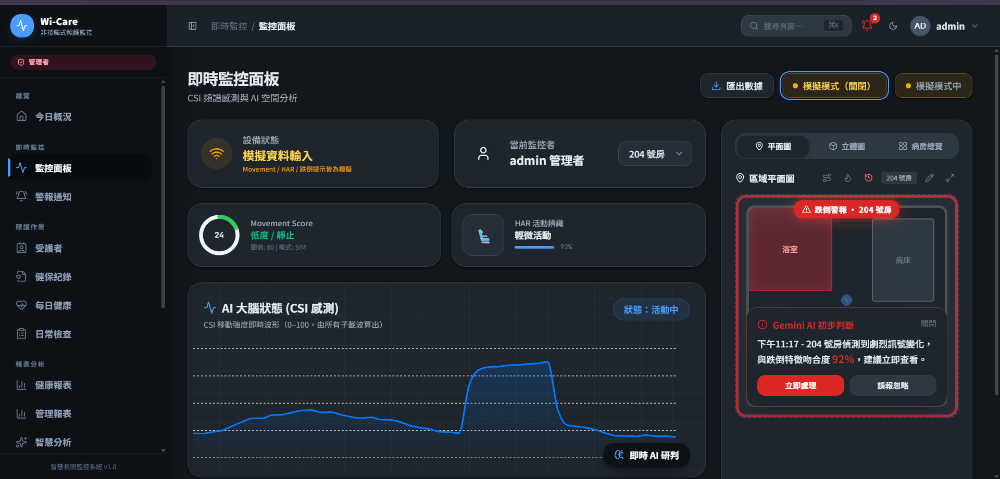 Wi-Care
非接觸式照護監控
管理者
總覽
今日概況
即時監控
監控面板
警報通知
照護作業
受護者
健保紀錄
每日健康
日常檢查
報表分析
健康報表
管理報表
智慧分析
智慧長照監控系統 v1.0
即時監控 / 監控面板
搜尋頁面… ⌘K
2
AD admin
即時監控面板
CSI 頻譜感測與 AI 空間分析
匯出數據
模擬模式（關閉）
模擬模式中
設備狀態
模擬資料輸入
Movement / HAR / 跌倒提示皆為模擬
當前監控者
admin 管理者
204 號房
24
Movement Score
低度 / 靜止
閾值: 80 | 模式: SIM
HAR 活動辨識
輕微活動
92%
AI 大腦狀態 (CSI 感測)
CSI 移動強度即時波形（0–100，由所有子載波算出）
狀態：活動中
即時 AI 研判
平面圖
立體圖
病房總覽
區域平面圖
204 號房
跌倒警報 • 204 號房
浴室
病床
Gemini AI 初步判斷
關閉
下午11:17 - 204 號房偵測到劇烈訊號變化，
與跌倒特徵吻合度 92%，建議立即查看。
立即處理
誤報忽略